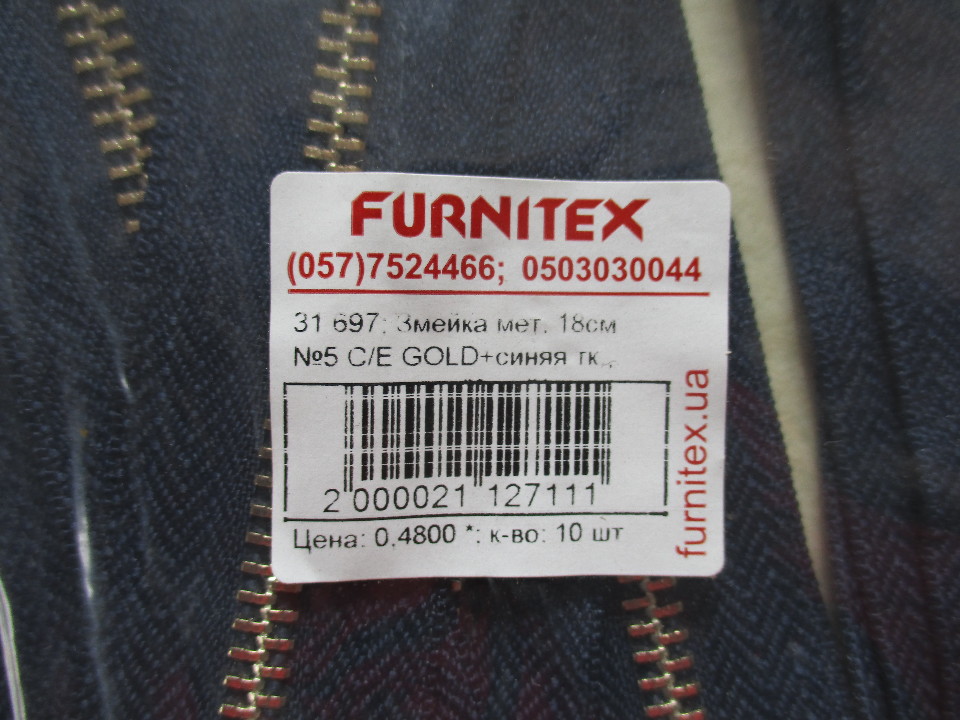 FURNITEX
(057)7524466; 0503030044
31 697; Змейка мет. 18см
№5 C/E GOLD+синяя тк..
2 000021 127111
Цена: 0,4800 *; к-во: 10 шт
furnitex.ua